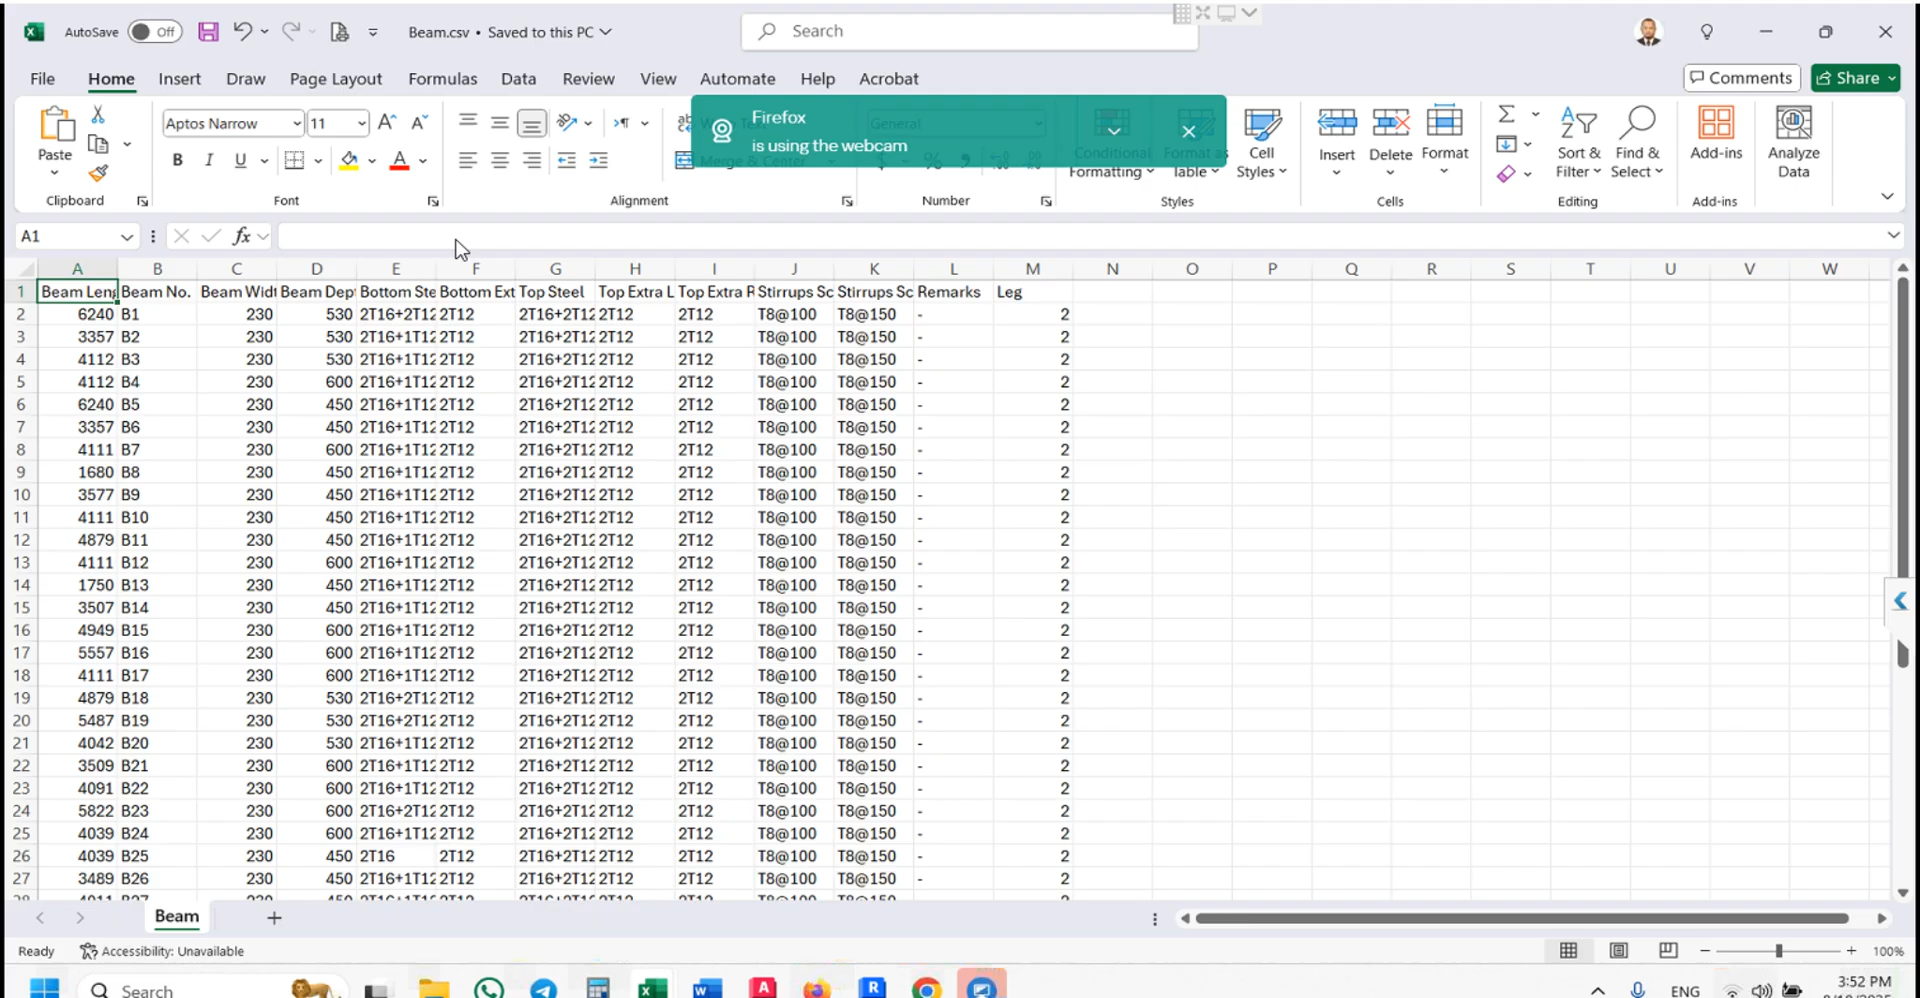 AutoSave Off Beam.csv • Saved to this PC Search
File Home Insert Draw Page Layout Formulas Data Review View Automate Help Acrobat Comments Share
Paste
Clipboard
Aptos Narrow 11
B I U A
Font
Alignment
Merge & Center
Firefox
is using the webcam
General
Number
Conditional Formatting
Format as Table
Cell Styles
Styles
Insert Delete Format
Cells
Sort & Filter
Find & Select
Editing
Add-ins
Add-ins
Analyze Data
A1 fx
A B C D E F G H I J K L M N O P Q R S T U V W
1 Beam Leng Beam No. Beam Widt Beam Dept Bottom Ste Bottom Ext Top Steel Top Extra L Top Extra R Stirrups Sc Stirrups Sc Remarks Leg
2 6240 B1 230 530 2T16+2T12 2T12 2T16+2T12 2T12 2T12 T8@100 T8@150 - 2
3 3357 B2 230 530 2T16+1T12 2T12 2T16+2T12 2T12 2T12 T8@100 T8@150 - 2
4 4112 B3 230 530 2T16+1T12 2T12 2T16+2T12 2T12 2T12 T8@100 T8@150 - 2
5 4112 B4 230 600 2T16+1T12 2T12 2T16+2T12 2T12 2T12 T8@100 T8@150 - 2
6 6240 B5 230 450 2T16+1T12 2T12 2T16+2T12 2T12 2T12 T8@100 T8@150 - 2
7 3357 B6 230 450 2T16+1T12 2T12 2T16+2T12 2T12 2T12 T8@100 T8@150 - 2
8 4111 B7 230 600 2T16+1T12 2T12 2T16+2T12 2T12 2T12 T8@100 T8@150 - 2
9 1680 B8 230 450 2T16+1T12 2T12 2T16+2T12 2T12 2T12 T8@100 T8@150 - 2
10 3577 B9 230 450 2T16+1T12 2T12 2T16+2T12 2T12 2T12 T8@100 T8@150 - 2
11 4111 B10 230 450 2T16+1T12 2T12 2T16+2T12 2T12 2T12 T8@100 T8@150 - 2
12 4879 B11 230 450 2T16+1T12 2T12 2T16+2T12 2T12 2T12 T8@100 T8@150 - 2
13 4111 B12 230 600 2T16+1T12 2T12 2T16+2T12 2T12 2T12 T8@100 T8@150 - 2
14 1750 B13 230 450 2T16+1T12 2T12 2T16+2T12 2T12 2T12 T8@100 T8@150 - 2
15 3507 B14 230 450 2T16+1T12 2T12 2T16+2T12 2T12 2T12 T8@100 T8@150 - 2
16 4949 B15 230 600 2T16+1T12 2T12 2T16+2T12 2T12 2T12 T8@100 T8@150 - 2
17 5557 B16 230 600 2T16+1T12 2T12 2T16+2T12 2T12 2T12 T8@100 T8@150 - 2
18 4111 B17 230 600 2T16+1T12 2T12 2T16+2T12 2T12 2T12 T8@100 T8@150 - 2
19 4879 B18 230 530 2T16+2T12 2T12 2T16+2T12 2T12 2T12 T8@100 T8@150 - 2
20 5487 B19 230 530 2T16+2T12 2T12 2T16+2T12 2T12 2T12 T8@100 T8@150 - 2
21 4042 B20 230 530 2T16+1T12 2T12 2T16+2T12 2T12 2T12 T8@100 T8@150 - 2
22 3509 B21 230 600 2T16+1T12 2T12 2T16+2T12 2T12 2T12 T8@100 T8@150 - 2
23 4091 B22 230 600 2T16+1T12 2T12 2T16+2T12 2T12 2T12 T8@100 T8@150 - 2
24 5822 B23 230 600 2T16+2T12 2T12 2T16+2T12 2T12 2T12 T8@100 T8@150 - 2
25 4039 B24 230 600 2T16+1T12 2T12 2T16+2T12 2T12 2T12 T8@100 T8@150 - 2
26 4039 B25 230 450 2T16 2T12 2T16+2T12 2T12 2T12 T8@100 T8@150 - 2
27 3489 B26 230 450 2T16+1T12 2T12 2T16+2T12 2T12 2T12 T8@100 T8@150 - 2
Beam
Ready Accessibility: Unavailable 100%
Search ENG 3:52 PM